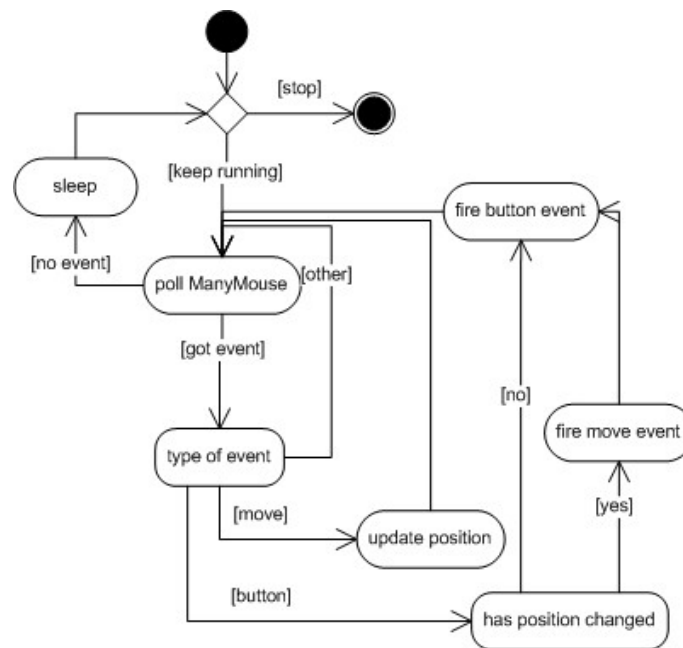 [stop]
[keep running]
sleep
fire button event
[no event]
[other]
poll ManyMouse
[got event]
[no]
fire move event
type of event
[yes]
[move]
update position
[button]
has position changed